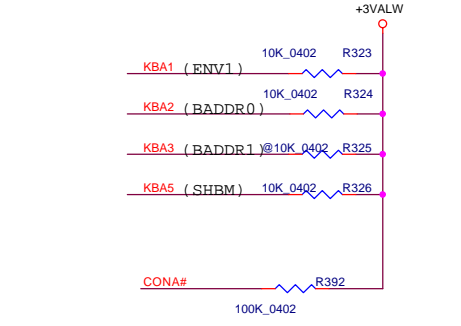 +3VALW
KBA1 (ENV1) 10K_0402 R323
KBA2 (BADDR0) 10K_0402 R324
KBA3 (BADDR1) @10K_0402 R325
KBA5 (SHBM) 10K_0402 R326
CONA# R392
100K_0402